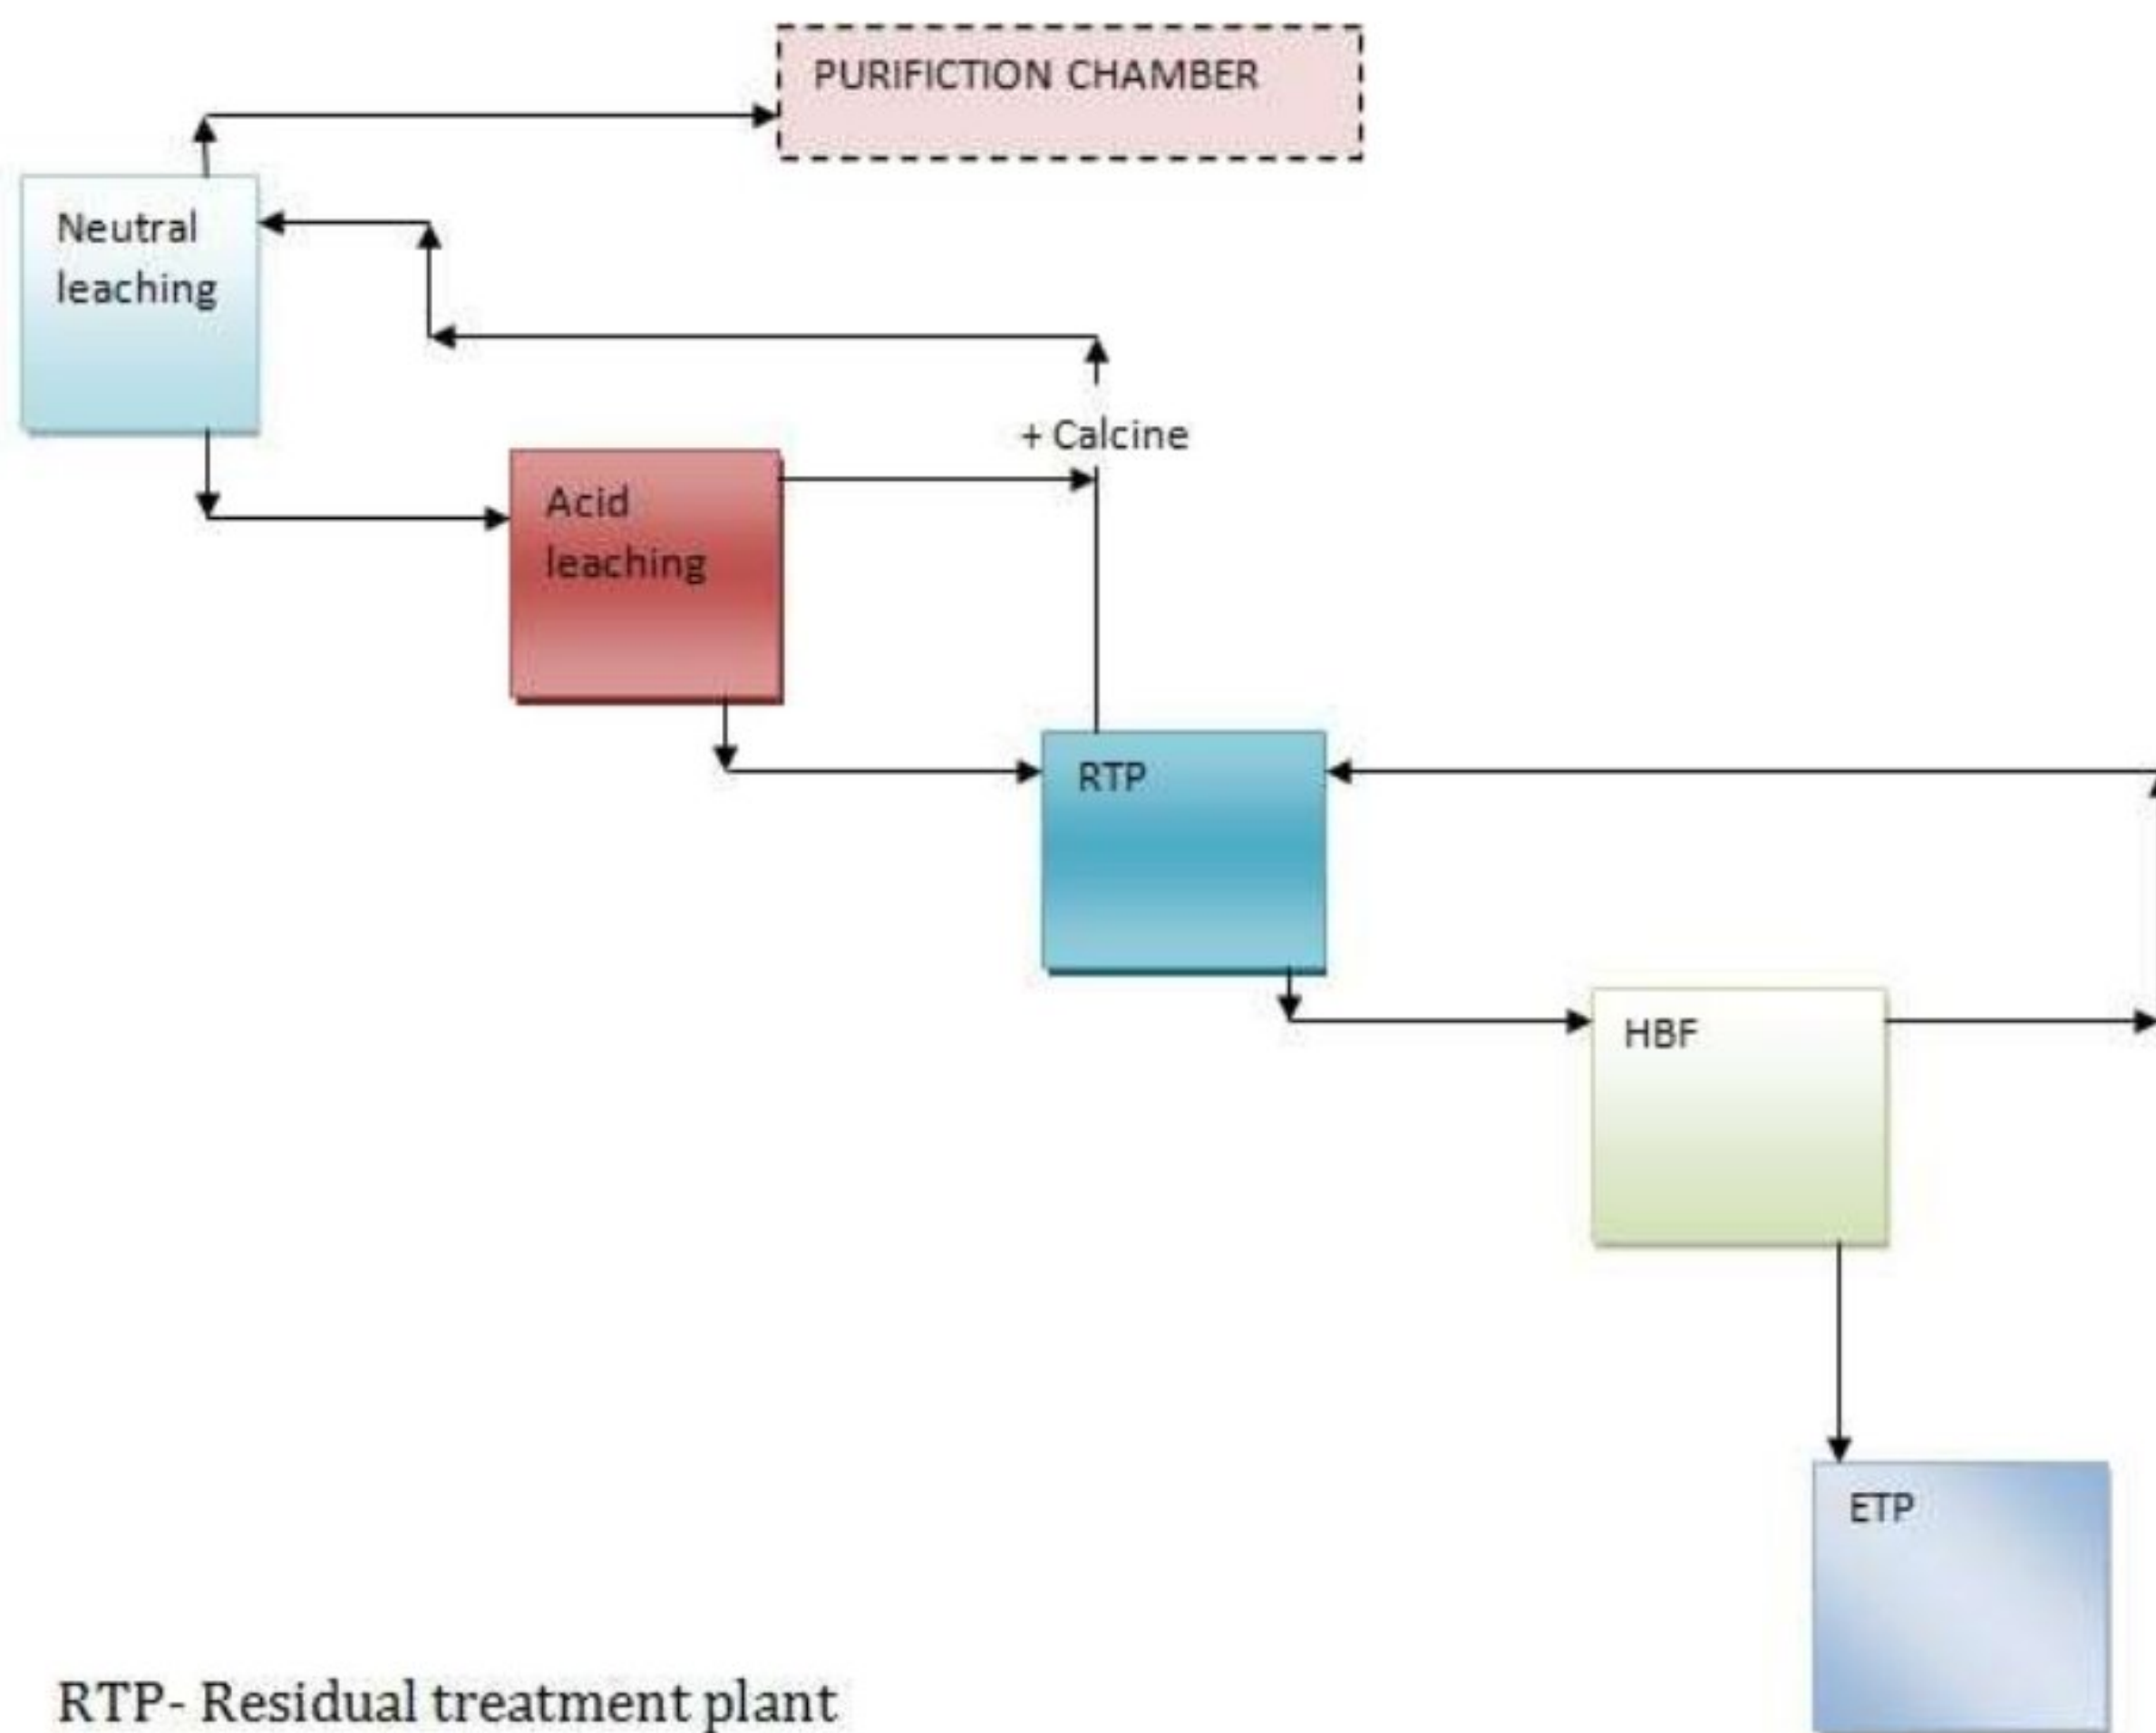 PURIFICTION CHAMBER
Neutral
leaching
+ Calcine
Acid
leaching
RTP
HBF
ETP
RTP- Residual treatment plant